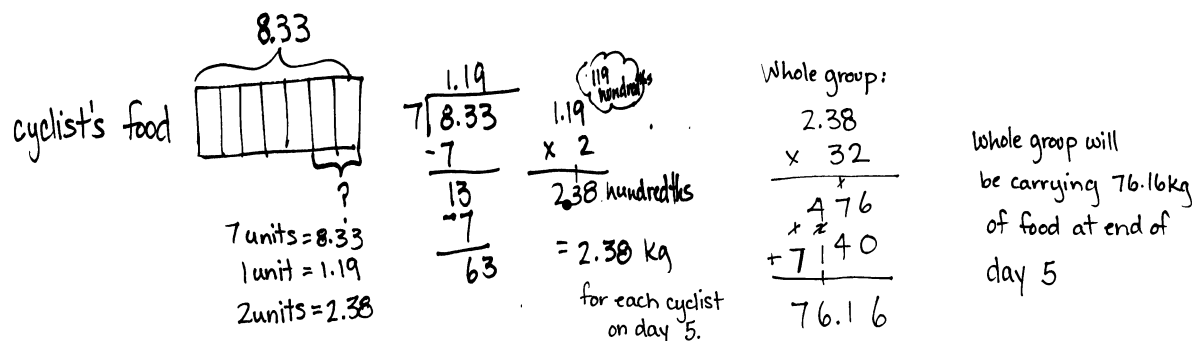 8.33
cyclist's food
?
7 units = 8.33
1 unit = 1.19
2 units = 2.38
1.19
7 8.33
-7
13
-7
63
119 hundredths
1.19
x 2
2.38 hundredths
= 2.38 kg
for each cyclist
on day 5.
Whole group:
2.38
x 32
476
+7140
76.16
Whole group will
be carrying 76.16kg
of food at end of
day 5